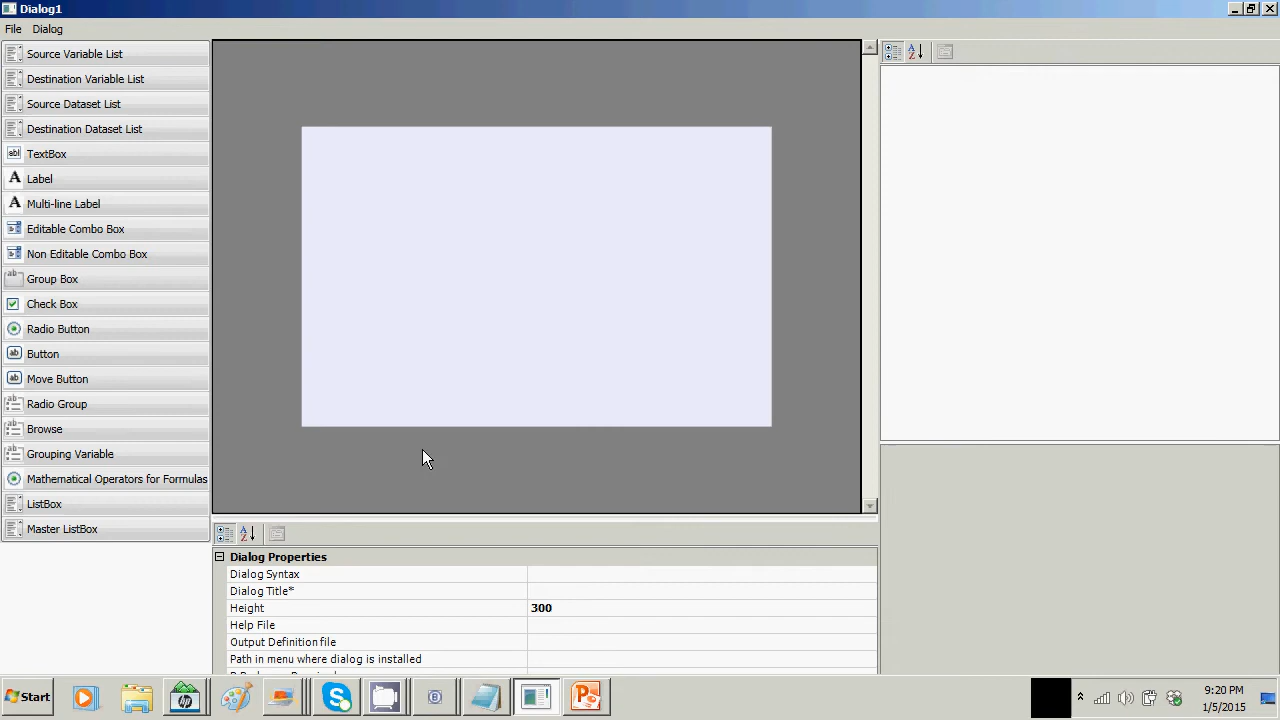 Dialog1
File Dialog
Source Variable List
Destination Variable List
Source Dataset List
Destination Dataset List
TextBox
Label
Multi-line Label
Editable Combo Box
Non Editable Combo Box
Group Box
Check Box
Radio Button
Button
Move Button
Radio Group
Browse
Grouping Variable
Mathematical Operators for Formulas
ListBox
Master ListBox
Dialog Properties
Dialog Syntax
Dialog Title*
Height 300
Help File
Output Definition file
Path in menu where dialog is installed
Start
9:20 PM
1/5/2015